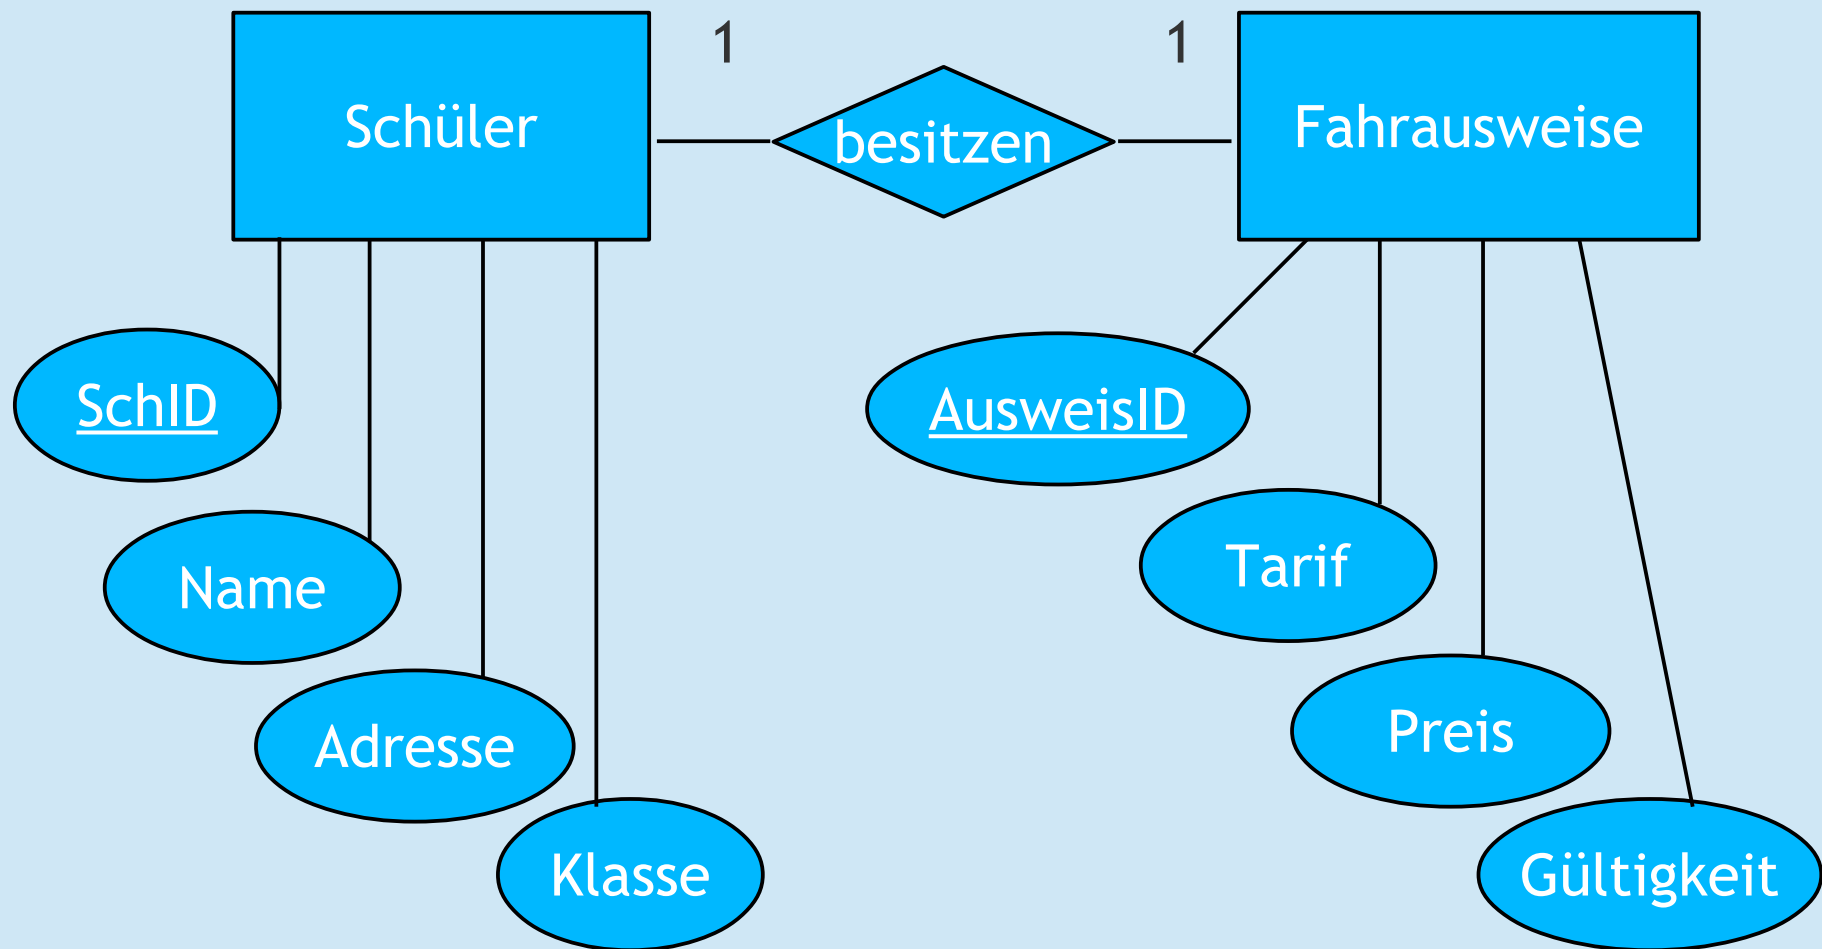 Schüler
1
besitzen
1
Fahrausweise
SchID
Name
Adresse
Klasse
AusweisID
Tarif
Preis
Gültigkeit